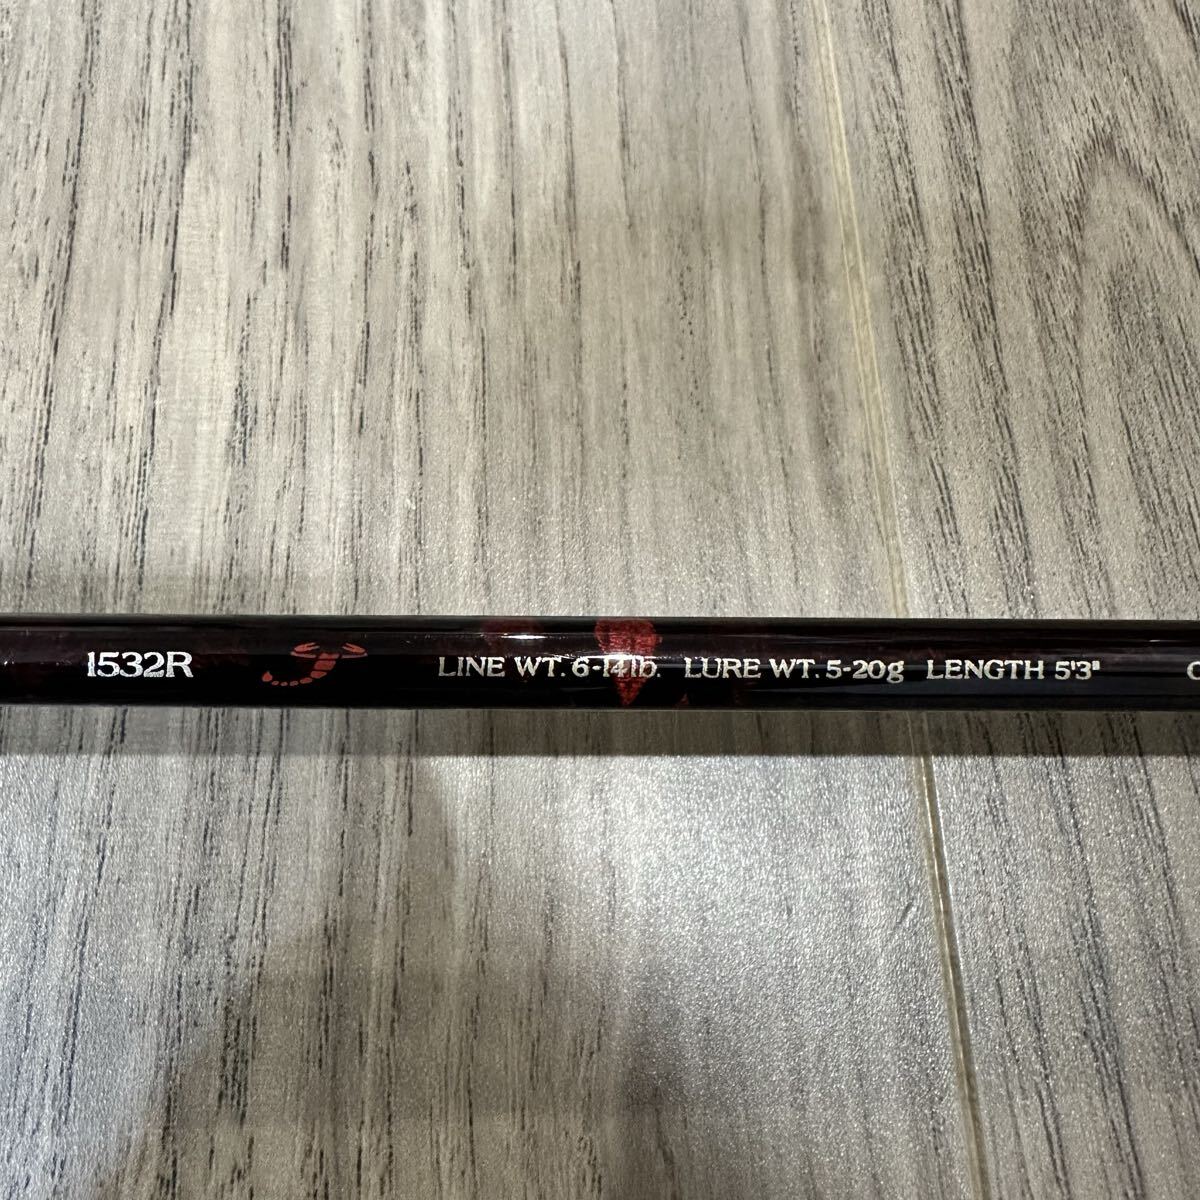 1532R LINE WT. 6-14lb. LURE WT. 5-20g LENGTH 5'3"